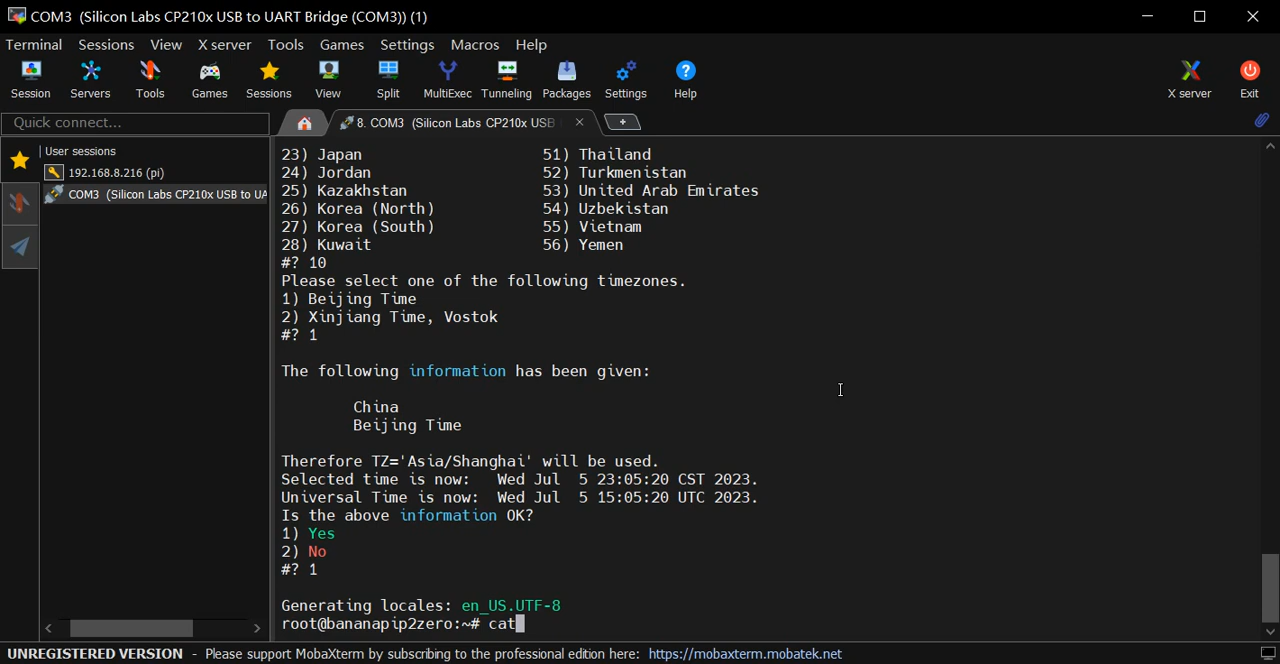 COM3 (Silicon Labs CP210x USB to UART Bridge (COM3)) (1)
Terminal Sessions View X server Tools Games Settings Macros Help
Session Servers Tools Games Sessions View Split MultiExec Tunneling Packages Settings Help X server Exit
Quick connect...
8. COM3 (Silicon Labs CP210x USB
User sessions
192.168.8.216 (pi)
COM3 (Silicon Labs CP210x USB to UA
23) Japan 51) Thailand
24) Jordan 52) Turkmenistan
25) Kazakhstan 53) United Arab Emirates
26) Korea (North) 54) Uzbekistan
27) Korea (South) 55) Vietnam
28) Kuwait 56) Yemen
#? 10
Please select one of the following timezones.
1) Beijing Time
2) Xinjiang Time, Vostok
#? 1
The following information has been given:
China
Beijing Time
Therefore TZ='Asia/Shanghai' will be used.
Selected time is now: Wed Jul 5 23:05:20 CST 2023.
Universal Time is now: Wed Jul 5 15:05:20 UTC 2023.
Is the above information OK?
1) Yes
2) No
#? 1
Generating locales: en_US.UTF-8
root@bananapip2zero:~# cat
UNREGISTERED VERSION - Please support MobaXterm by subscribing to the professional edition here: https://mobaxterm.mobatek.net